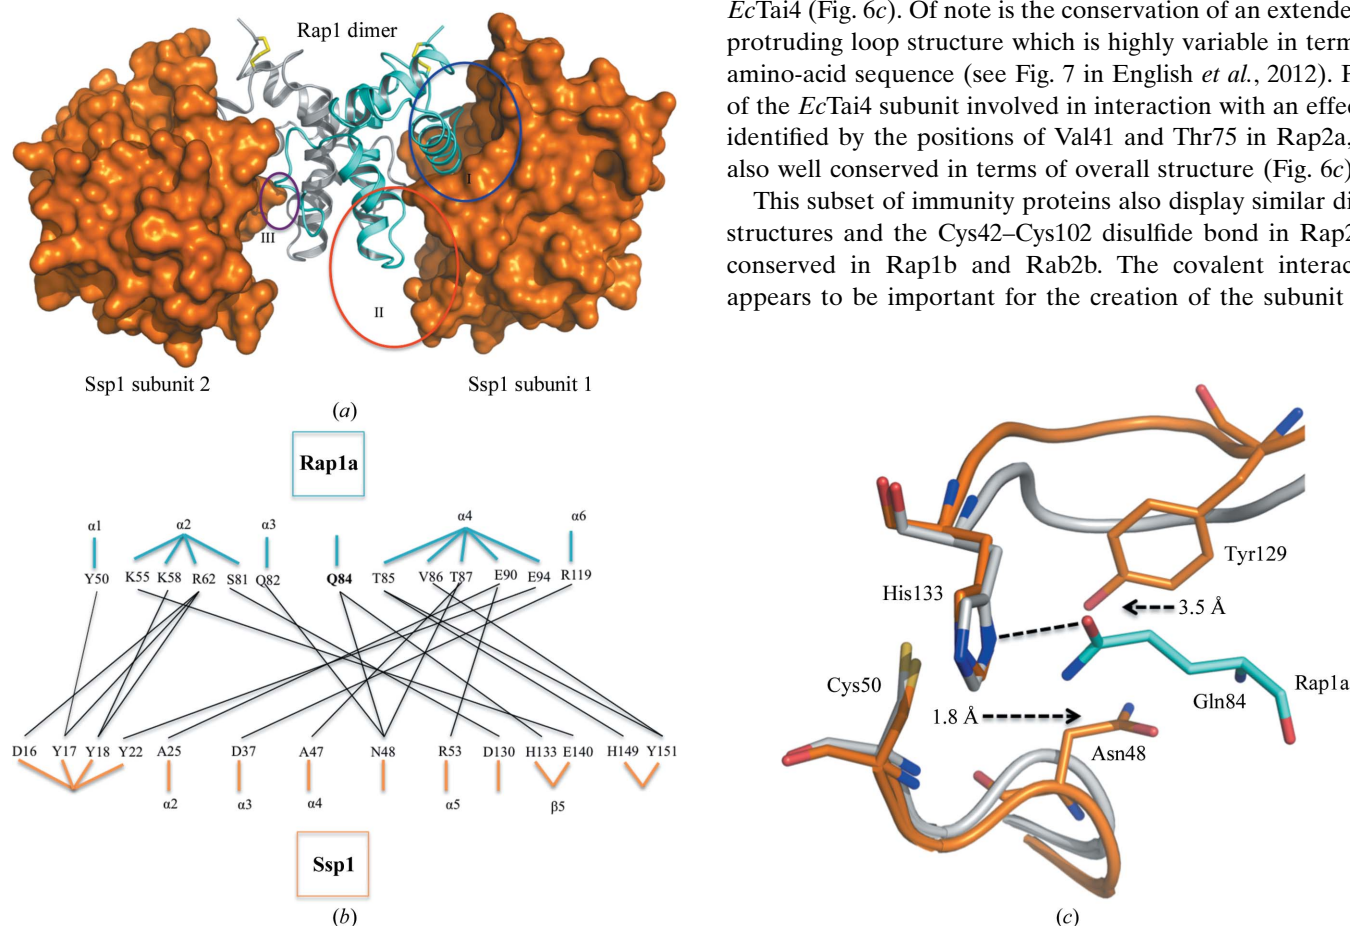 Rap1 dimer
I
III
II
Ssp1 subunit 2
Ssp1 subunit 1
(a)
Rap1a
α1 α2 α3 α4 α6
Y50 K55 K58 R62 S81 Q82 Q84 T85 V86 T87 E90 E94 R119
D16 Y17 Y18 Y22 A25 D37 A47 N48 R53 D130 H133 E140 H149 Y151
α2 α3 α4 α5 β5
Ssp1
(b)
EcTai4 (Fig. 6c). Of note is the conservation of an extende
protruding loop structure which is highly variable in term
amino-acid sequence (see Fig. 7 in English et al., 2012).
of the EcTai4 subunit involved in interaction with an effec
identified by the positions of Val41 and Thr75 in Rap2a,
also well conserved in terms of overall structure (Fig. 6c)
This subset of immunity proteins also display similar di
structures and the Cys42–Cys102 disulfide bond in Rap2
conserved in Rap1b and Rab2b. The covalent interac
appears to be important for the creation of the subunit
Tyr129
His133
3.5 Å
Cys50
Rap1a
Gln84
1.8 Å
Asn48
(c)